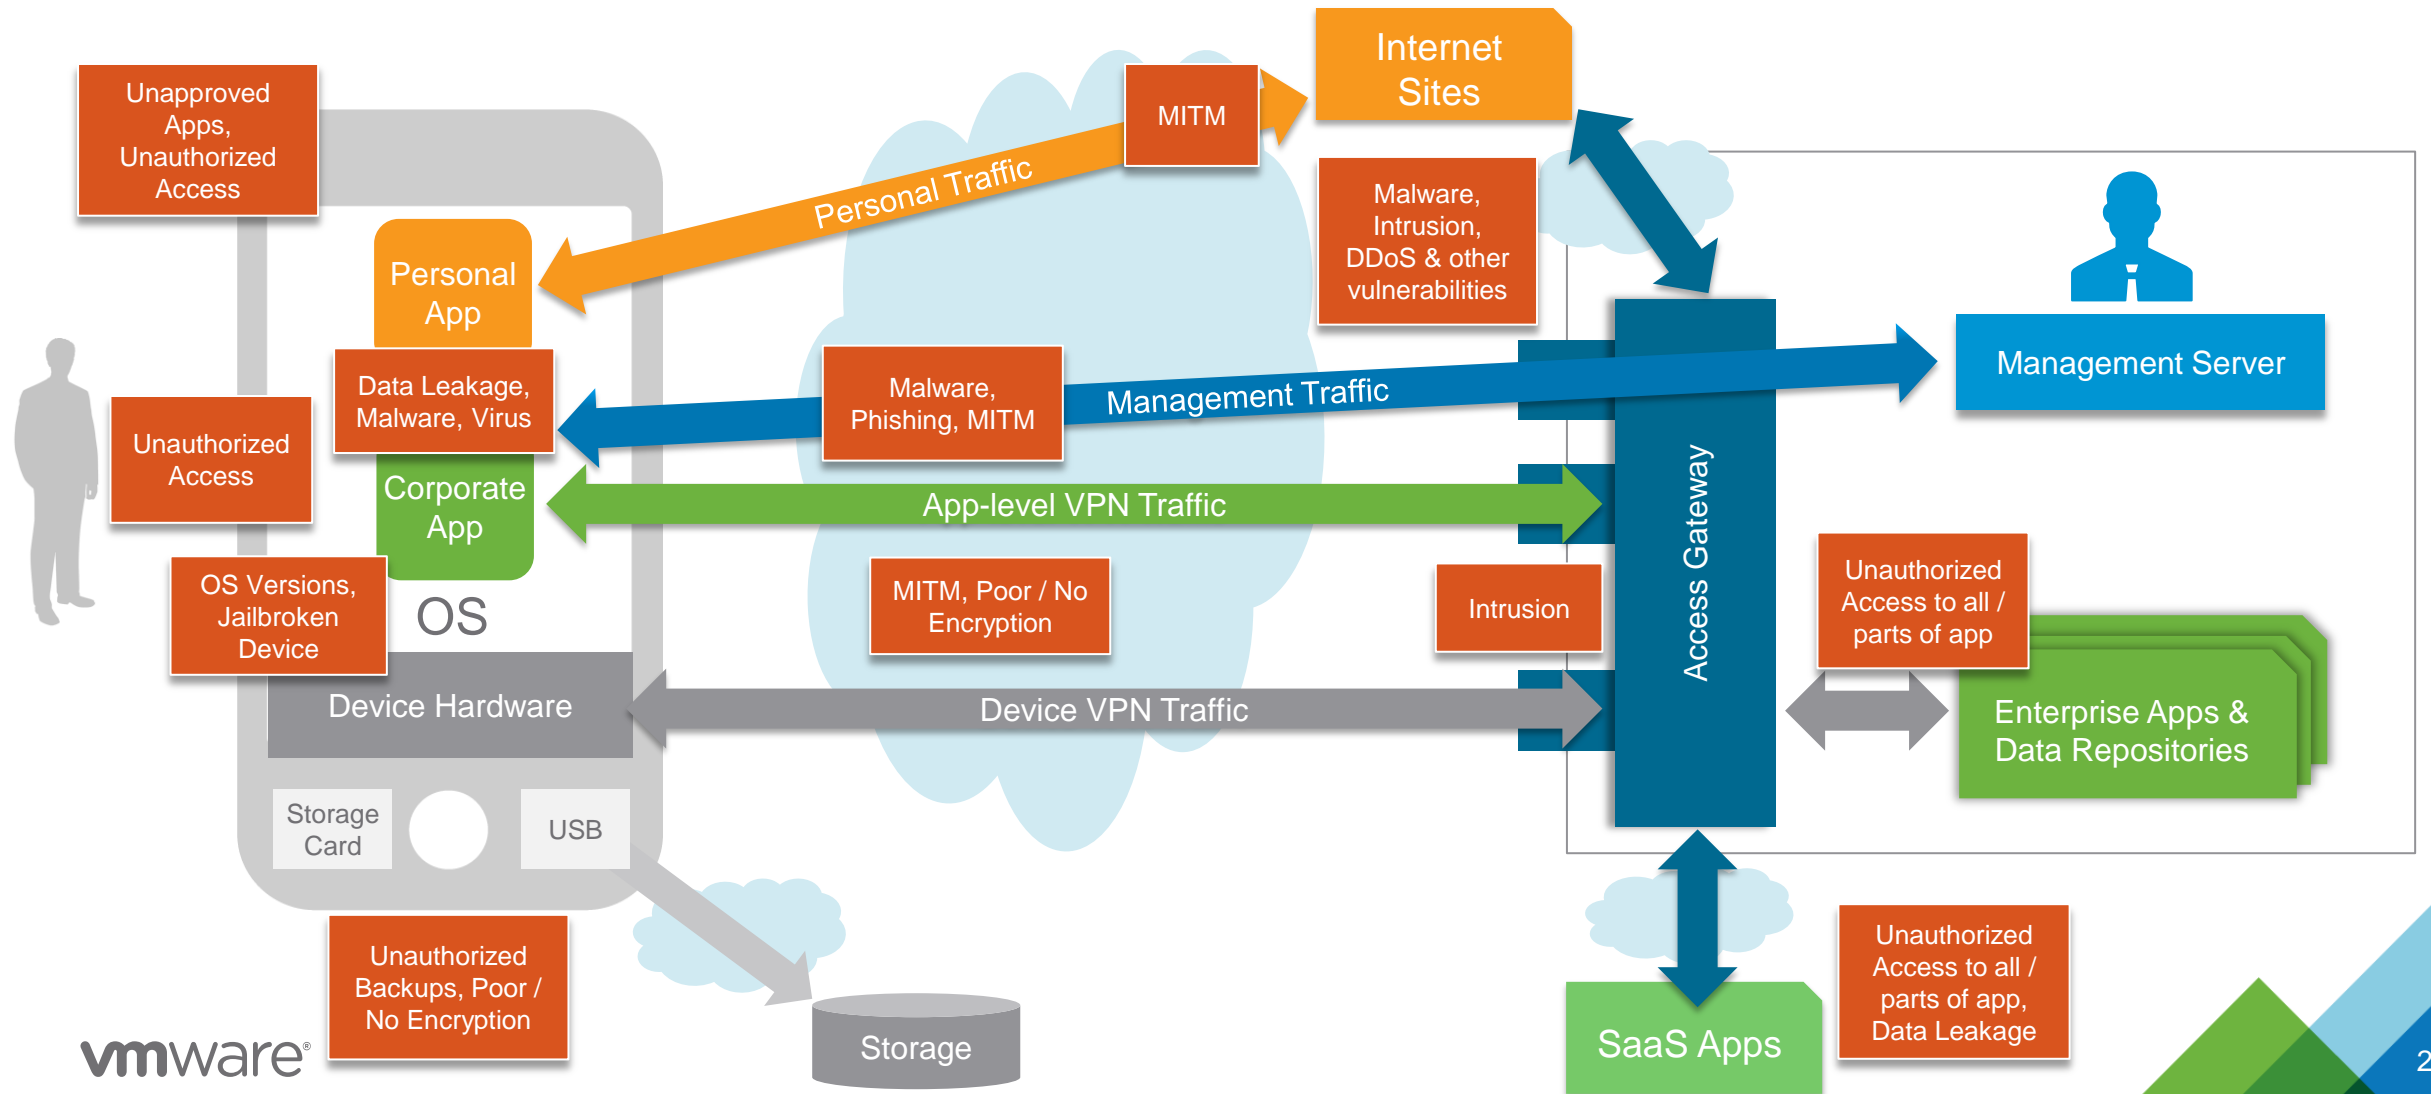 Internet
Sites
Unapproved
Apps,
Unauthorized
Access
MITM
Personal Traffic
Malware,
Intrusion,
DDoS & other
vulnerabilities
Personal
App
Data Leakage,
Malware, Virus
Malware,
Phishing, MITM
Management Traffic
Management Server
Unauthorized
Access
Corporate
App
App-level VPN Traffic
Access Gateway
OS Versions,
Jailbroken
Device
OS
MITM, Poor / No
Encryption
Intrusion
Unauthorized
Access to all /
parts of app
Device Hardware
Device VPN Traffic
Enterprise Apps &
Data Repositories
Storage
Card
USB
Unauthorized
Backups, Poor /
No Encryption
Storage
SaaS Apps
Unauthorized
Access to all /
parts of app,
Data Leakage
vmware®
2